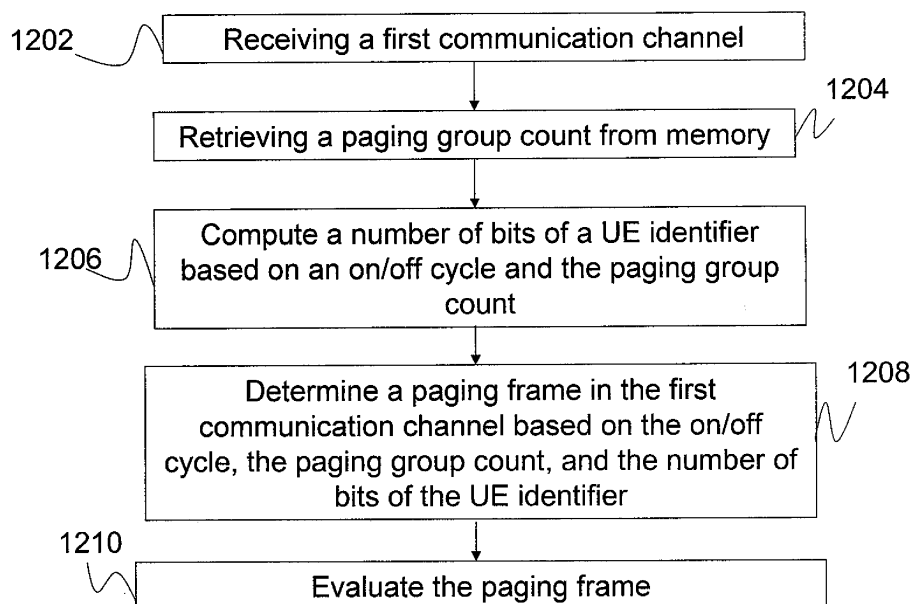 1202
Receiving a first communication channel
1204
Retrieving a paging group count from memory
1206
Compute a number of bits of a UE identifier
based on an on/off cycle and the paging group
count
1208
Determine a paging frame in the first
communication channel based on the on/off
cycle, the paging group count, and the number of
bits of the UE identifier
1210
Evaluate the paging frame